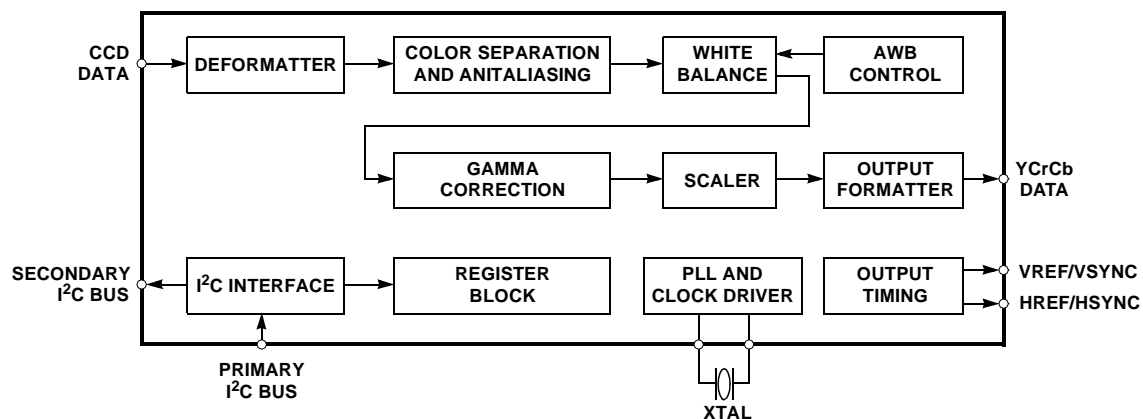 CCD
DATA
DEFORMATTER
COLOR SEPARATION
AND ANITALIASING
WHITE
BALANCE
AWB
CONTROL
GAMMA
CORRECTION
SCALER
OUTPUT
FORMATTER
YCrCb
DATA
SECONDARY
I²C BUS
I²C INTERFACE
REGISTER
BLOCK
PLL AND
CLOCK DRIVER
OUTPUT
TIMING
VREF/VSYNC
HREF/HSYNC
PRIMARY
I²C BUS
XTAL